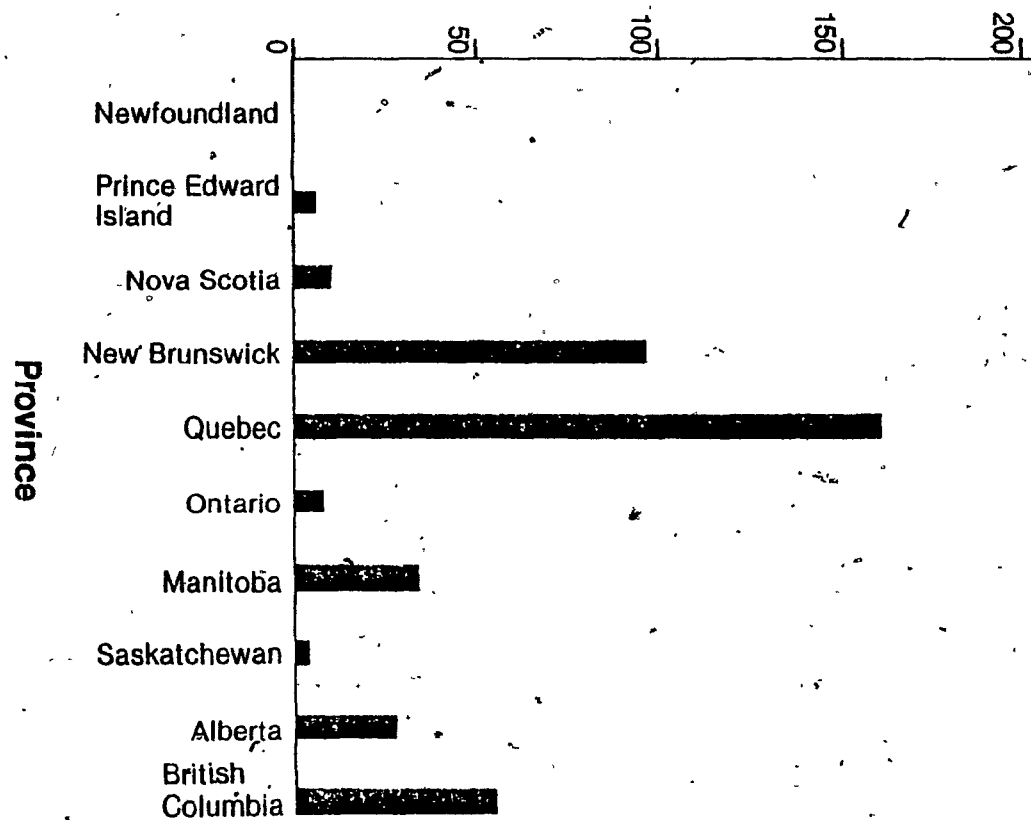 0
50
100
150
200
Newfoundland
Prince Edward
Island
Nova Scotia
New Brunswick
Quebec
Ontario
Manitoba
Saskatchewan
Alberta
British
Columbia
Province